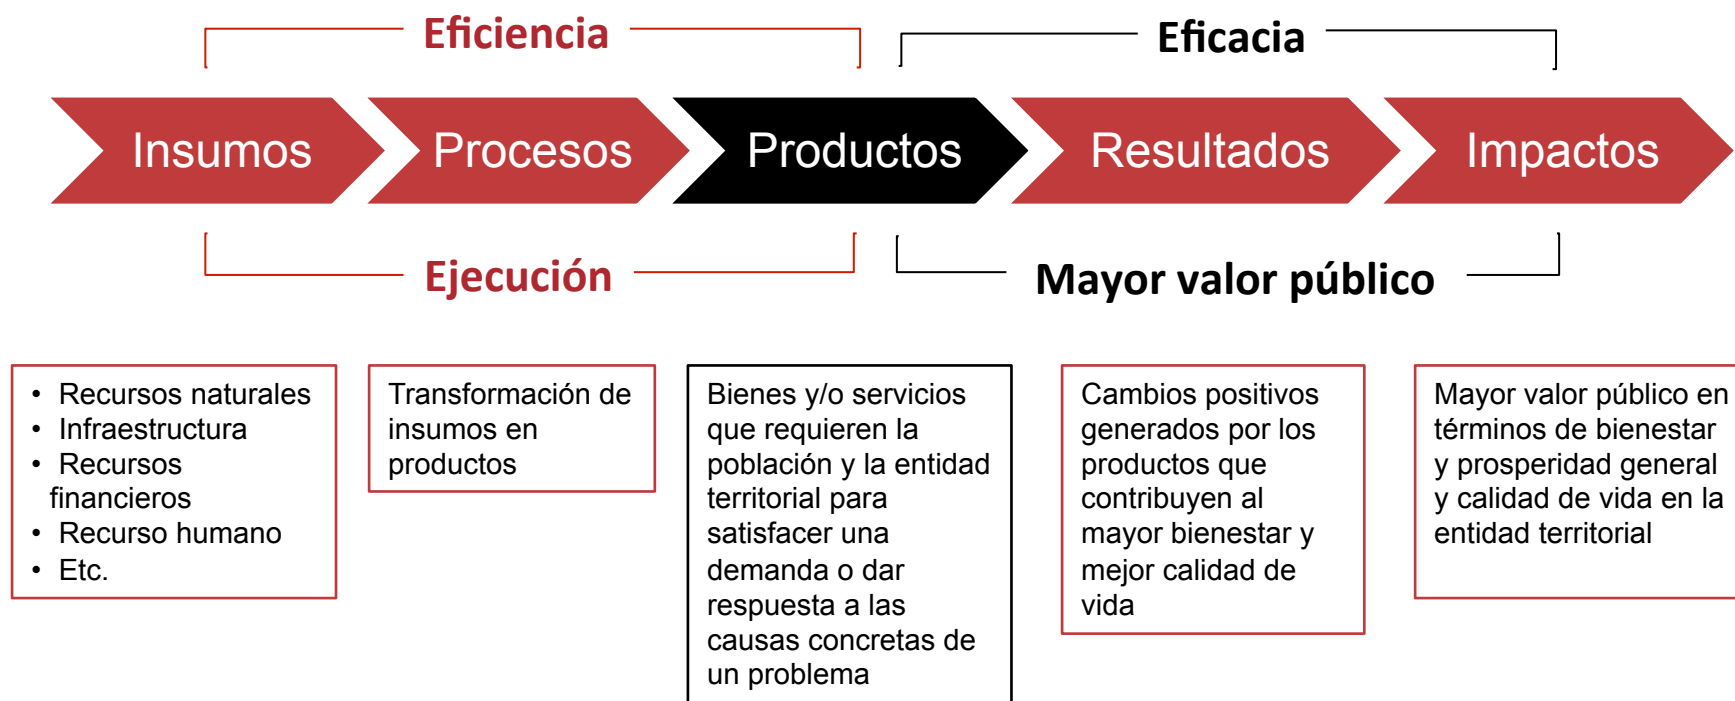 Eficiencia
Eficacia
Insumos
Procesos
Productos
Resultados
Impactos
Ejecución
Mayor valor público
• Recursos naturales
• Infraestructura
• Recursos
financieros
• Recurso humano
• Etc.
Transformación de
insumos en
productos
Bienes y/o servicios
que requieren la
población y la entidad
territorial para
satisfacer una
demanda o dar
respuesta a las
causas concretas de
un problema
Cambios positivos
generados por los
productos que
contribuyen al
mayor bienestar y
mejor calidad de
vida
Mayor valor público en
términos de bienestar
y prosperidad general
y calidad de vida en la
entidad territorial